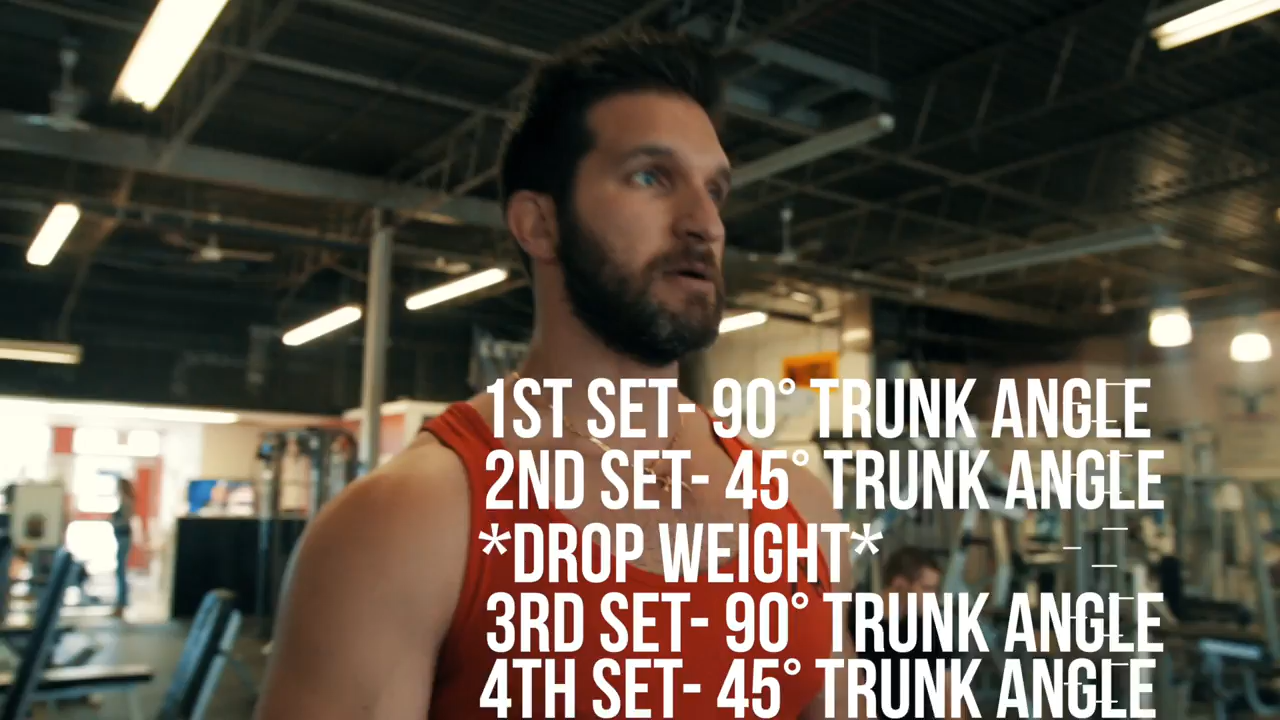 1ST SET- 90° TRUNK ANGLE
2ND SET- 45° TRUNK ANGLE
*DROP WEIGHT*
3RD SET- 90° TRUNK ANGLE
4TH SET- 45° TRUNK ANGLE